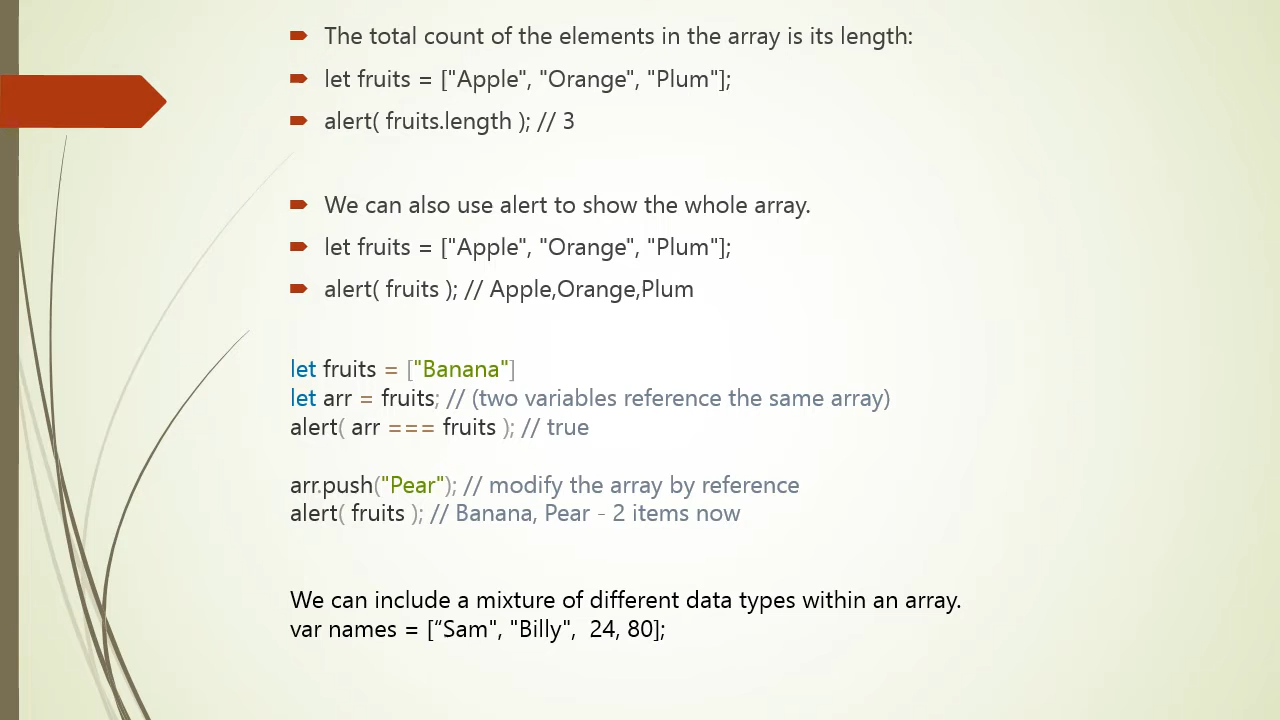 The total count of the elements in the array is its length:
let fruits = ["Apple", "Orange", "Plum"];
alert( fruits.length ); // 3
We can also use alert to show the whole array.
let fruits = ["Apple", "Orange", "Plum"];
alert( fruits ); // Apple,Orange,Plum
let fruits = ["Banana"]
let arr = fruits; // (two variables reference the same array)
alert( arr === fruits ); // true
arr.push("Pear"); // modify the array by reference
alert( fruits ); // Banana, Pear - 2 items now
We can include a mixture of different data types within an array.
var names = [“Sam", "Billy",  24, 80];